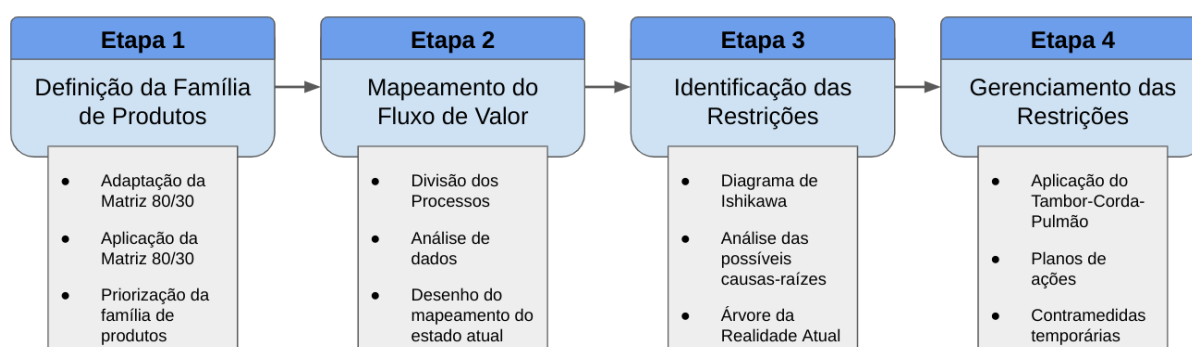 Etapa 1
Definição da Família
de Produtos
● Adaptação da
Matriz 80/30
● Aplicação da
Matriz 80/30
● Priorização da
família de
produtos
Etapa 2
Mapeamento do
Fluxo de Valor
● Divisão dos
Processos
● Análise de
dados
● Desenho do
mapeamento do
estado atual
Etapa 3
Identificação das
Restrições
● Diagrama de
Ishikawa
● Análise das
possíveis
causas-raízes
● Árvore da
Realidade Atual
Etapa 4
Gerenciamento das
Restrições
● Aplicação do
Tambor-Corda-
Pulmão
● Planos de
ações
● Contramedidas
temporárias